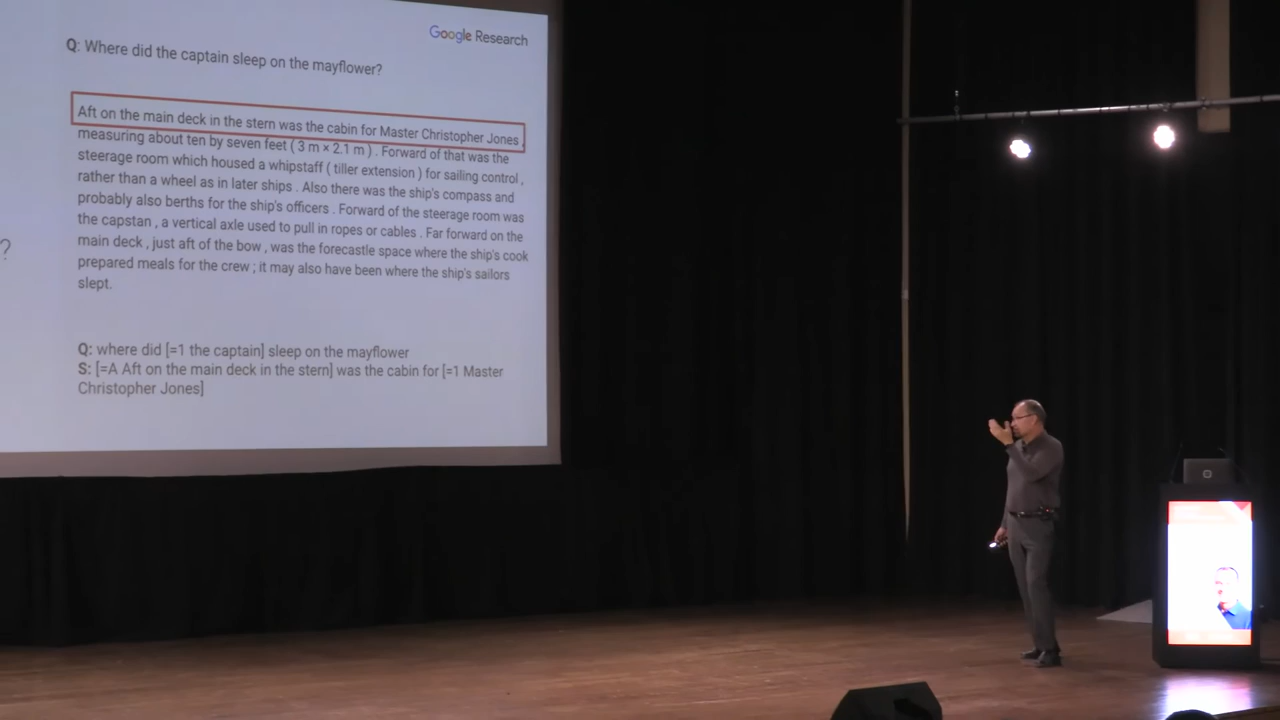 Google Research
Q: Where did the captain sleep on the mayflower?
Aft on the main deck in the stern was the cabin for Master Christopher Jones ,
measuring about ten by seven feet ( 3 m × 2.1 m ) . Forward of that was the
steerage room which housed a whipstaff ( tiller extension ) for sailing control ,
rather than a wheel as in later ships . Also there was the ship's compass and
probably also berths for the ship's officers . Forward of the steerage room was
the capstan , a vertical axle used to pull in ropes or cables . Far forward on the
main deck , just aft of the bow , was the forecastle space where the ship's cook
prepared meals for the crew ; it may also have been where the ship's sailors
slept.
?
Q: where did [=1 the captain] sleep on the mayflower
S: [=A Aft on the main deck in the stern] was the cabin for [=1 Master
Christopher Jones]